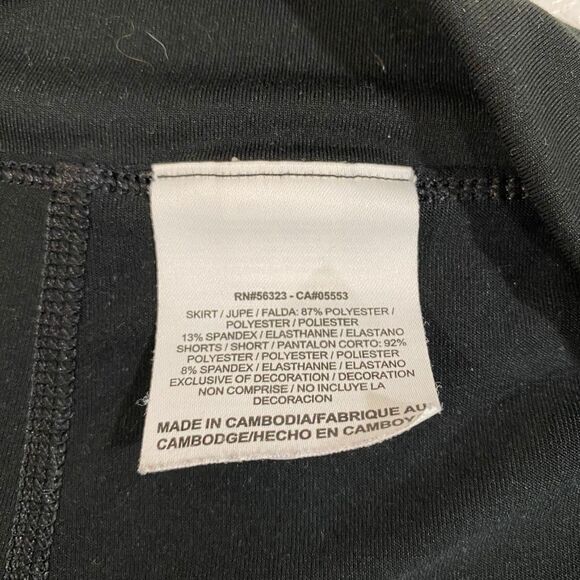 RN#56323 - CA#05553
SKIRT / JUPE / FALDA: 87% POLYESTER /
POLYESTER / POLIESTER
13% SPANDEX / ELASTHANNE / ELASTANO
SHORTS / SHORT / PANTALON CORTO: 92%
POLYESTER / POLYESTER / POLIESTER
8% SPANDEX / ELASTHANNE / ELASTANO
EXCLUSIVE OF DECORATION / DECORATION
NON COMPRISE / NO INCLUYE LA
DECORACION
MADE IN CAMBODIA/FABRIQUE AU
CAMBODGE/HECHO EN CAMBOY